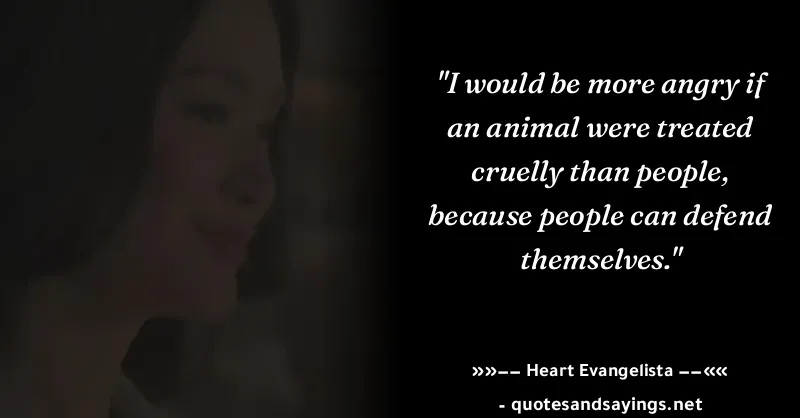 "I would be more angry if
an animal were treated
cruelly than people,
because people can defend
themselves."
»»−− Heart Evangelista −−««
- quotesandsayings.net